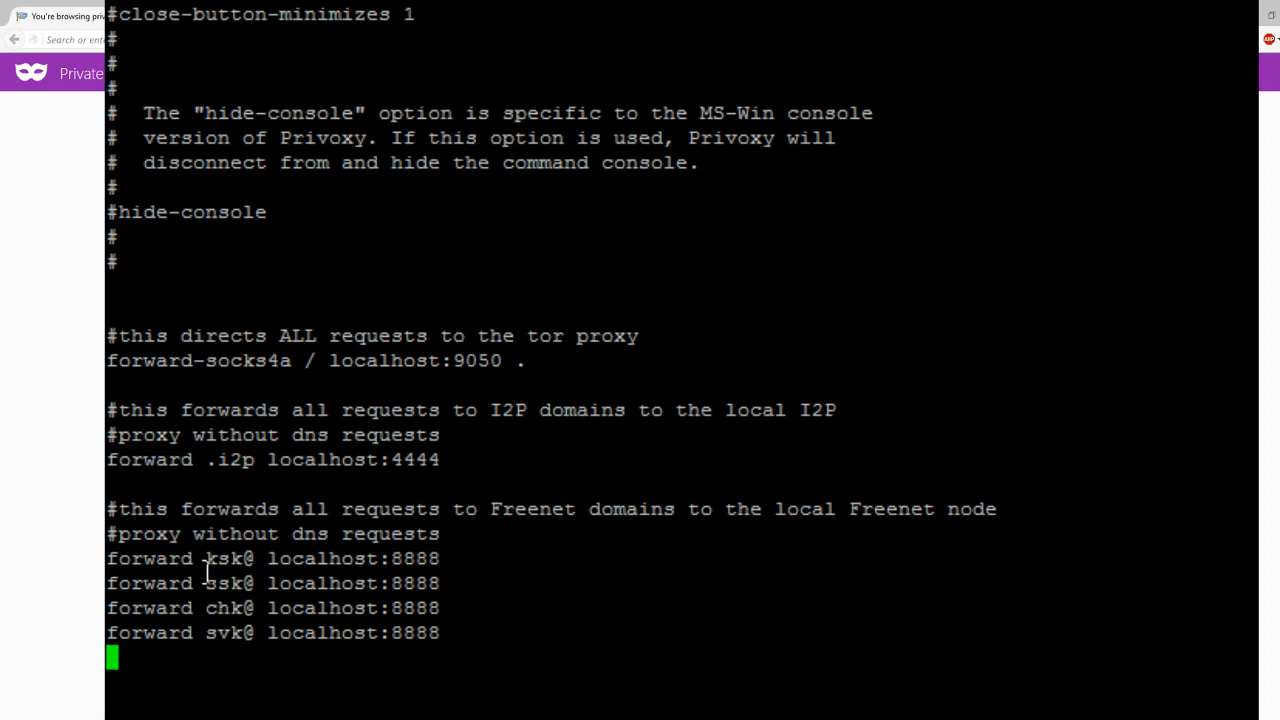 You're browsing priv
Search or ente
Private
ABP
#close-button-minimizes 1
#
#
#
#   The "hide-console" option is specific to the MS-Win console
#   version of Privoxy. If this option is used, Privoxy will
#   disconnect from and hide the command console.
#
#hide-console
#
#
#this directs ALL requests to the tor proxy
forward-socks4a / localhost:9050 .
#this forwards all requests to I2P domains to the local I2P
#proxy without dns requests
forward .i2p localhost:4444
#this forwards all requests to Freenet domains to the local Freenet node
#proxy without dns requests
forward ksk@ localhost:8888
forward ssk@ localhost:8888
forward chk@ localhost:8888
forward svk@ localhost:8888